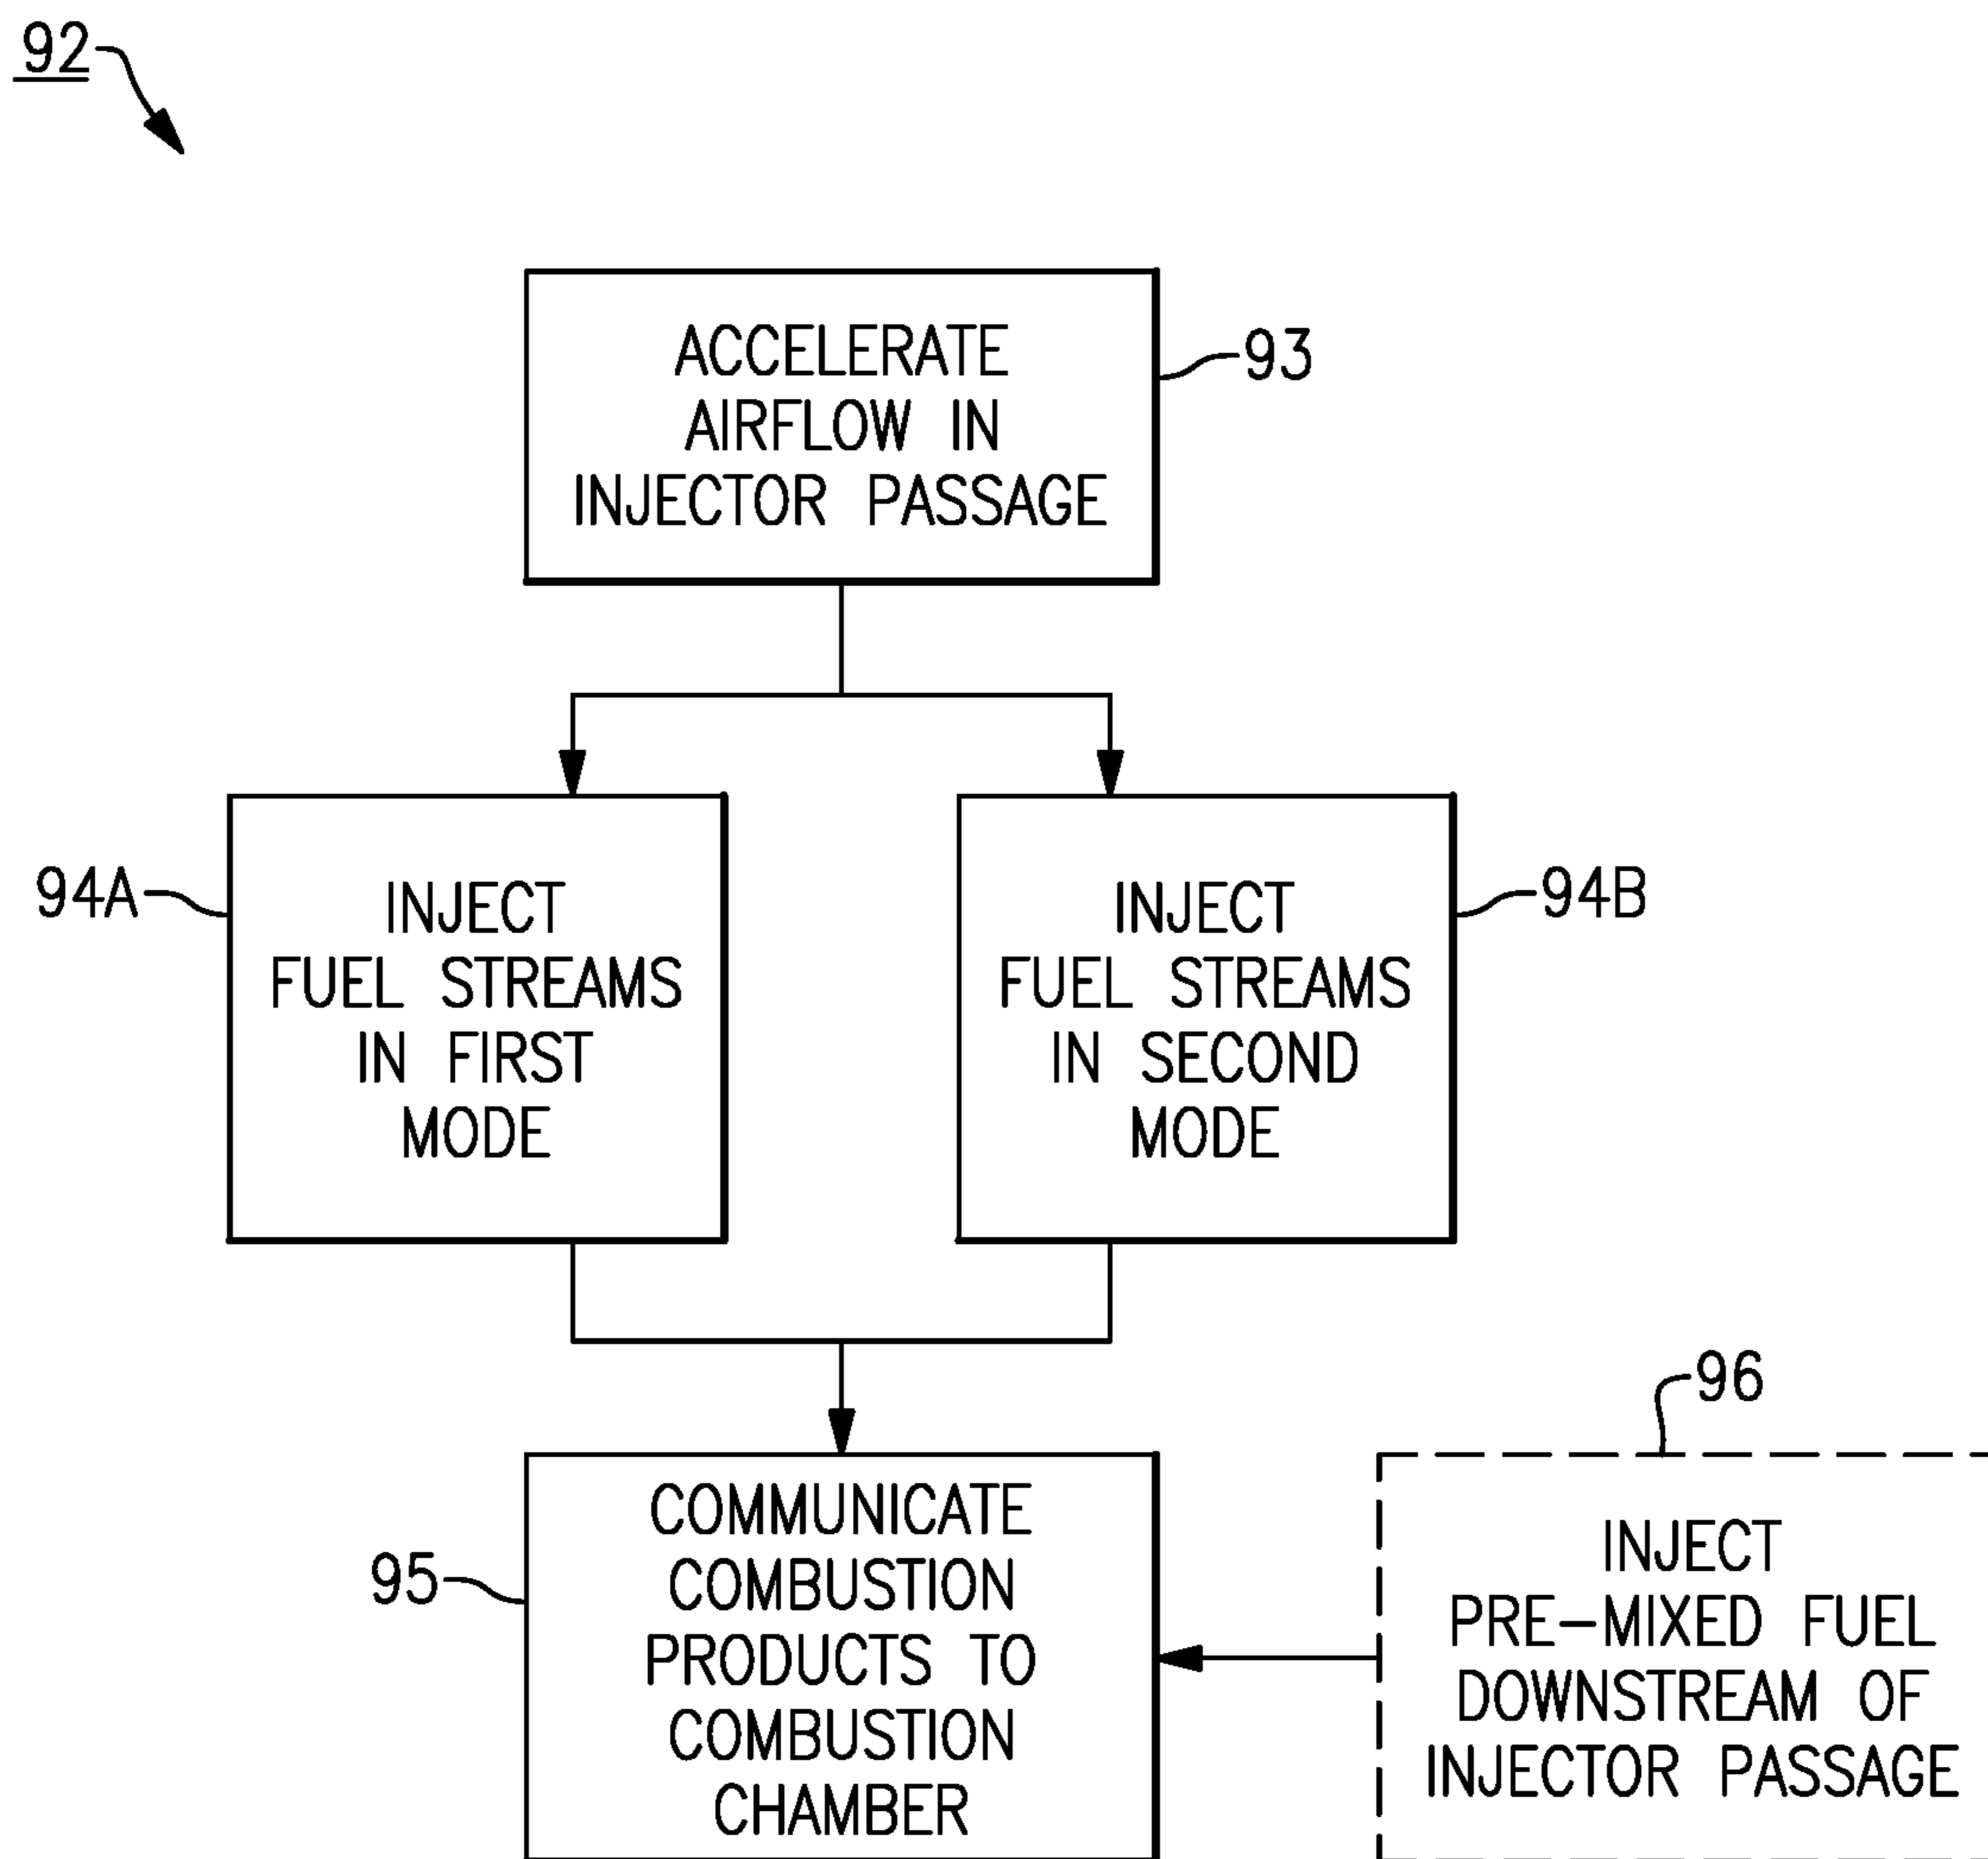 92
ACCELERATE
AIRFLOW IN
INJECTOR PASSAGE
93
94A
INJECT
FUEL STREAMS
IN FIRST
MODE
INJECT
FUEL STREAMS
IN SECOND
MODE
94B
95
COMMUNICATE
COMBUSTION
PRODUCTS TO
COMBUSTION
CHAMBER
96
INJECT
PRE-MIXED FUEL
DOWNSTREAM OF
INJECTOR PASSAGE